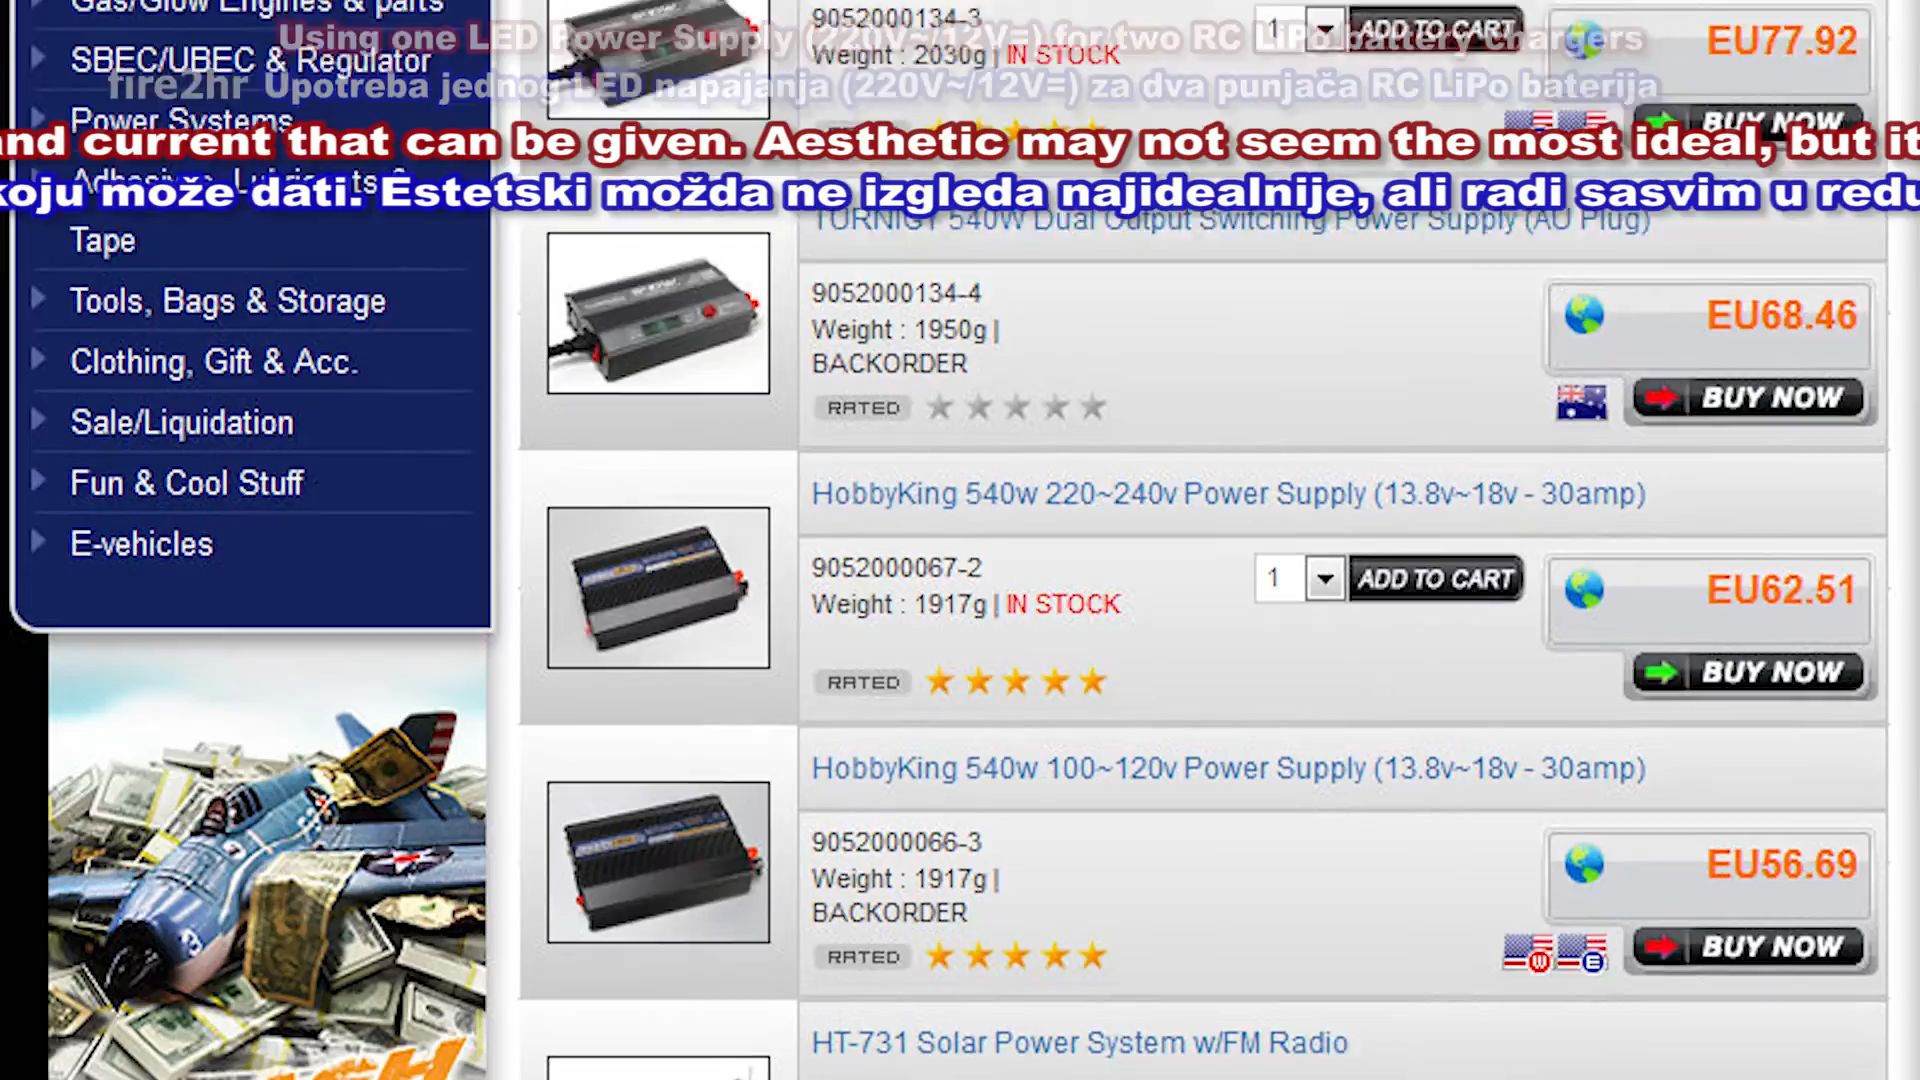 Gas/Glow Engines & parts
SBEC/UBEC & Regulator
Power Systems
Tape
Tools, Bags & Storage
Clothing, Gift & Acc.
Sale/Liquidation
Fun & Cool Stuff
E-vehicles
Using one LED Power Supply (220V~/12V=) for two RC LiPo battery chargers
fire2hr Upotreba jednog LED napajanja (220V~/12V=) za dva punjača RC LiPo baterija
and current that can be given. Aesthetic may not seem the most ideal, but it
koju može dati. Estetski možda ne izgleda najidealnije, ali radi sasvim u redu
9052000134-3
Weight : 2030g | IN STOCK
1 ADD TO CART
EU77.92
BUY NOW
TURNIGY 540W Dual Output Switching Power Supply (AU Plug)
9052000134-4
Weight : 1950g |
BACKORDER
RATED
EU68.46
BUY NOW
HobbyKing 540w 220~240v Power Supply (13.8v~18v - 30amp)
9052000067-2
Weight : 1917g | IN STOCK
RATED
1 ADD TO CART
EU62.51
BUY NOW
HobbyKing 540w 100~120v Power Supply (13.8v~18v - 30amp)
9052000066-3
Weight : 1917g |
BACKORDER
RATED
EU56.69
W E
BUY NOW
HT-731 Solar Power System w/FM Radio